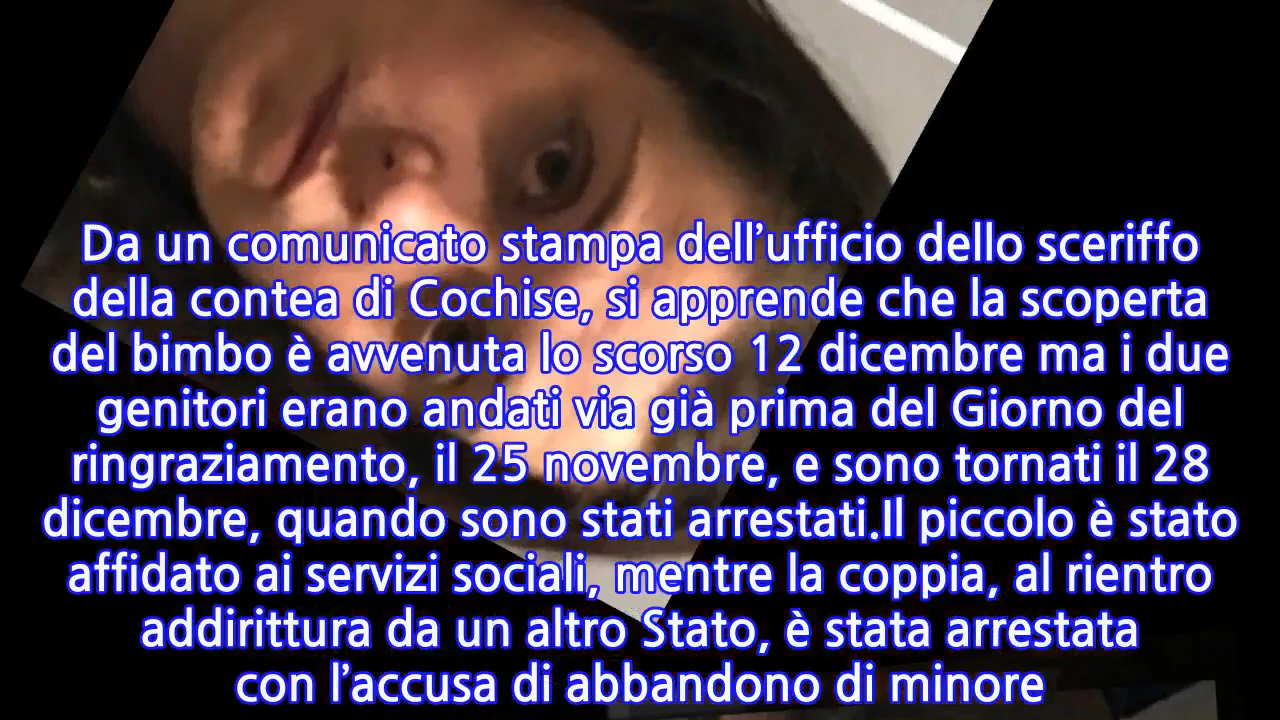 Da un comunicato stampa dell’ufficio dello sceriffo
della contea di Cochise, si apprende che la scoperta
del bimbo è avvenuta lo scorso 12 dicembre ma i due
genitori erano andati via già prima del Giorno del
ringraziamento, il 25 novembre, e sono tornati il 28
dicembre, quando sono stati arrestati.Il piccolo è stato
affidato ai servizi sociali, mentre la coppia, al rientro
addirittura da un altro Stato, è stata arrestata
con l’accusa di abbandono di minore